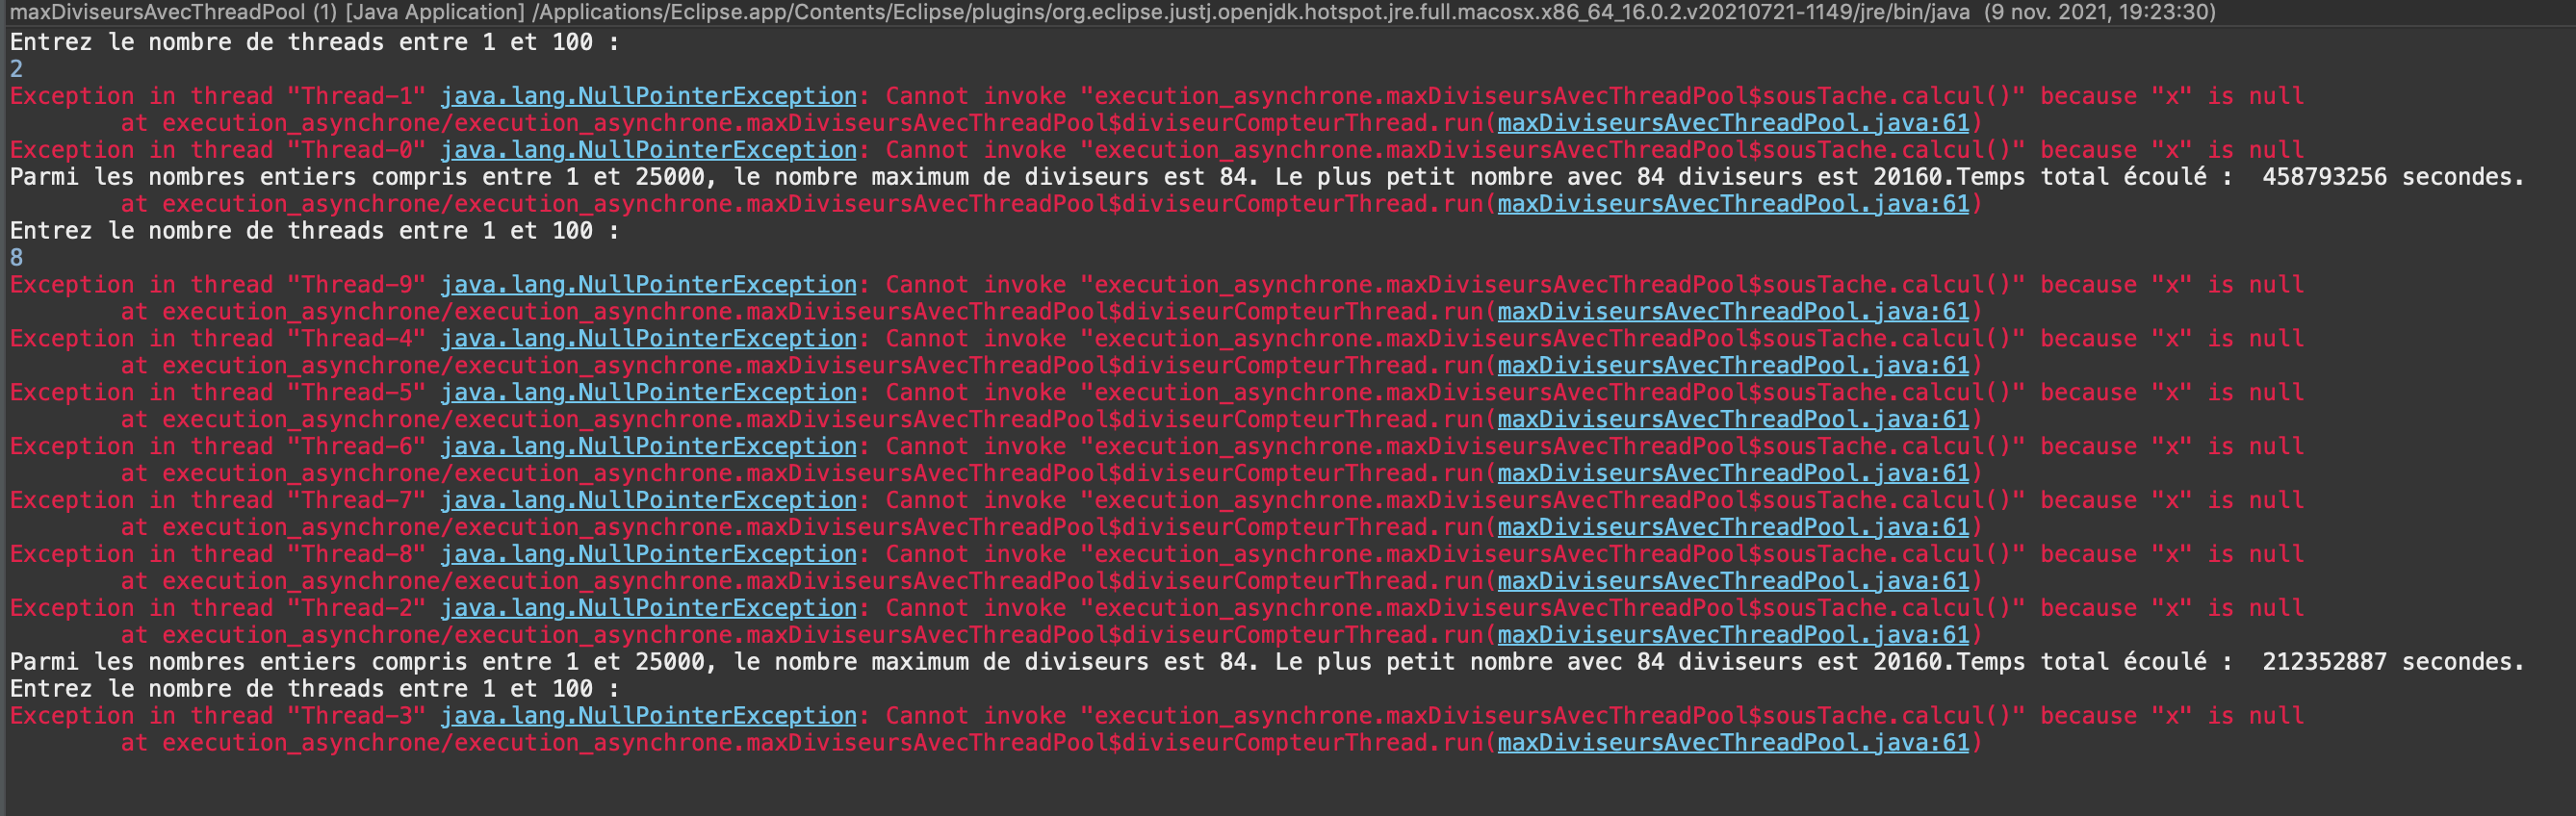 maxDiviseursAvecThreadPool (1) [Java Application] /Applications/Eclipse.app/Contents/Eclipse/plugins/org.eclipse.justj.openjdk.hotspot.jre.full.macosx.x86_64_16.0.2.v20210721-1149/jre/bin/java (9 nov. 2021, 19:23:30)
Entrez le nombre de threads entre 1 et 100 :
2
Exception in thread "Thread-1" java.lang.NullPointerException: Cannot invoke "execution_asynchrone.maxDiviseursAvecThreadPool$sousTache.calcul()" because "x" is null
at execution_asynchrone/execution_asynchrone.maxDiviseursAvecThreadPool$diviseurCompteurThread.run(maxDiviseursAvecThreadPool.java:61)
Exception in thread "Thread-0" java.lang.NullPointerException: Cannot invoke "execution_asynchrone.maxDiviseursAvecThreadPool$sousTache.calcul()" because "x" is null
Parmi les nombres entiers compris entre 1 et 25000, le nombre maximum de diviseurs est 84. Le plus petit nombre avec 84 diviseurs est 20160.Temps total écoulé :  458793256 secondes.
at execution_asynchrone/execution_asynchrone.maxDiviseursAvecThreadPool$diviseurCompteurThread.run(maxDiviseursAvecThreadPool.java:61)
Entrez le nombre de threads entre 1 et 100 :
8
Exception in thread "Thread-9" java.lang.NullPointerException: Cannot invoke "execution_asynchrone.maxDiviseursAvecThreadPool$sousTache.calcul()" because "x" is null
at execution_asynchrone/execution_asynchrone.maxDiviseursAvecThreadPool$diviseurCompteurThread.run(maxDiviseursAvecThreadPool.java:61)
Exception in thread "Thread-4" java.lang.NullPointerException: Cannot invoke "execution_asynchrone.maxDiviseursAvecThreadPool$sousTache.calcul()" because "x" is null
at execution_asynchrone/execution_asynchrone.maxDiviseursAvecThreadPool$diviseurCompteurThread.run(maxDiviseursAvecThreadPool.java:61)
Exception in thread "Thread-5" java.lang.NullPointerException: Cannot invoke "execution_asynchrone.maxDiviseursAvecThreadPool$sousTache.calcul()" because "x" is null
at execution_asynchrone/execution_asynchrone.maxDiviseursAvecThreadPool$diviseurCompteurThread.run(maxDiviseursAvecThreadPool.java:61)
Exception in thread "Thread-6" java.lang.NullPointerException: Cannot invoke "execution_asynchrone.maxDiviseursAvecThreadPool$sousTache.calcul()" because "x" is null
at execution_asynchrone/execution_asynchrone.maxDiviseursAvecThreadPool$diviseurCompteurThread.run(maxDiviseursAvecThreadPool.java:61)
Exception in thread "Thread-7" java.lang.NullPointerException: Cannot invoke "execution_asynchrone.maxDiviseursAvecThreadPool$sousTache.calcul()" because "x" is null
at execution_asynchrone/execution_asynchrone.maxDiviseursAvecThreadPool$diviseurCompteurThread.run(maxDiviseursAvecThreadPool.java:61)
Exception in thread "Thread-8" java.lang.NullPointerException: Cannot invoke "execution_asynchrone.maxDiviseursAvecThreadPool$sousTache.calcul()" because "x" is null
at execution_asynchrone/execution_asynchrone.maxDiviseursAvecThreadPool$diviseurCompteurThread.run(maxDiviseursAvecThreadPool.java:61)
Exception in thread "Thread-2" java.lang.NullPointerException: Cannot invoke "execution_asynchrone.maxDiviseursAvecThreadPool$sousTache.calcul()" because "x" is null
at execution_asynchrone/execution_asynchrone.maxDiviseursAvecThreadPool$diviseurCompteurThread.run(maxDiviseursAvecThreadPool.java:61)
Parmi les nombres entiers compris entre 1 et 25000, le nombre maximum de diviseurs est 84. Le plus petit nombre avec 84 diviseurs est 20160.Temps total écoulé :  212352887 secondes.
Entrez le nombre de threads entre 1 et 100 :
Exception in thread "Thread-3" java.lang.NullPointerException: Cannot invoke "execution_asynchrone.maxDiviseursAvecThreadPool$sousTache.calcul()" because "x" is null
at execution_asynchrone/execution_asynchrone.maxDiviseursAvecThreadPool$diviseurCompteurThread.run(maxDiviseursAvecThreadPool.java:61)